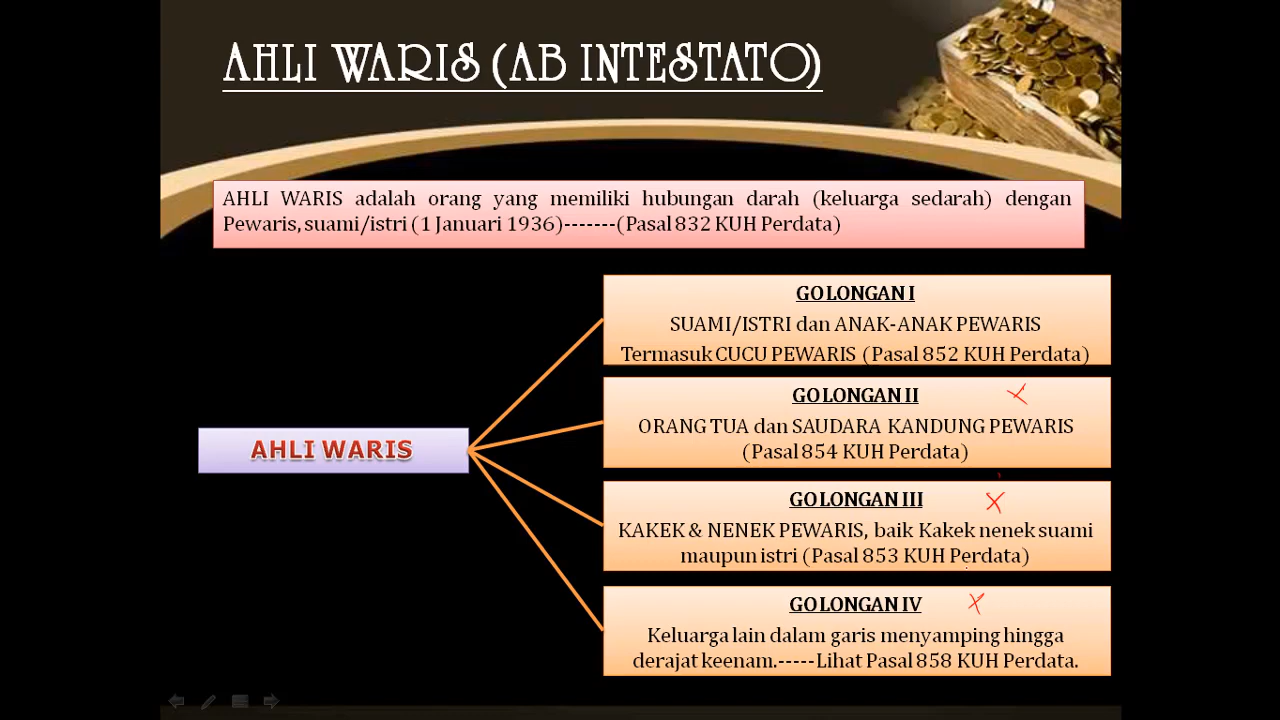 AHLI WARIS (AB INTESTATO)
AHLI WARIS adalah orang yang memiliki hubungan darah (keluarga sedarah) dengan
Pewaris, suami/istri (1 Januari 1936)-------(Pasal 832 KUH Perdata)
GOLONGAN I
SUAMI/ISTRI dan ANAK-ANAK PEWARIS
Termasuk CUCU PEWARIS (Pasal 852 KUH Perdata)
GOLONGAN II
ORANG TUA dan SAUDARA KANDUNG PEWARIS
(Pasal 854 KUH Perdata)
AHLI WARIS
GOLONGAN III
KAKEK & NENEK PEWARIS, baik Kakek nenek suami
maupun istri (Pasal 853 KUH Perdata)
GOLONGAN IV
Keluarga lain dalam garis menyamping hingga
derajat keenam.-----Lihat Pasal 858 KUH Perdata.